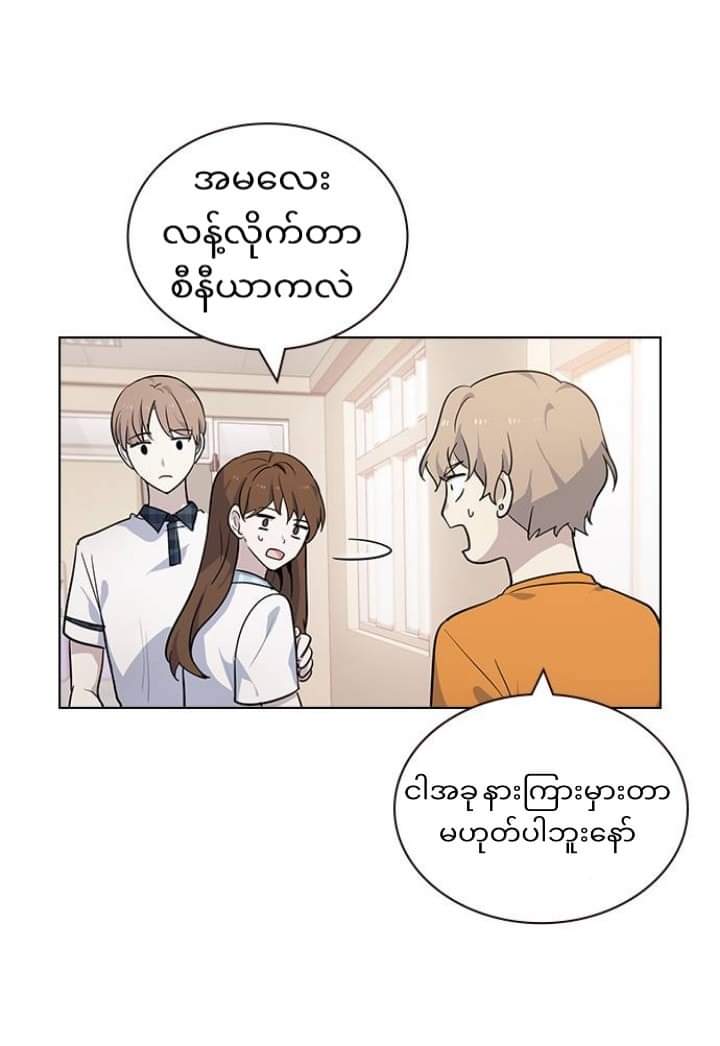 အမလေး
လန့်လိုက်တာ
စီနီယာကလဲ
ငါအခု နားကြားမှားတာ
မဟုတ်ပါဘူးနော်